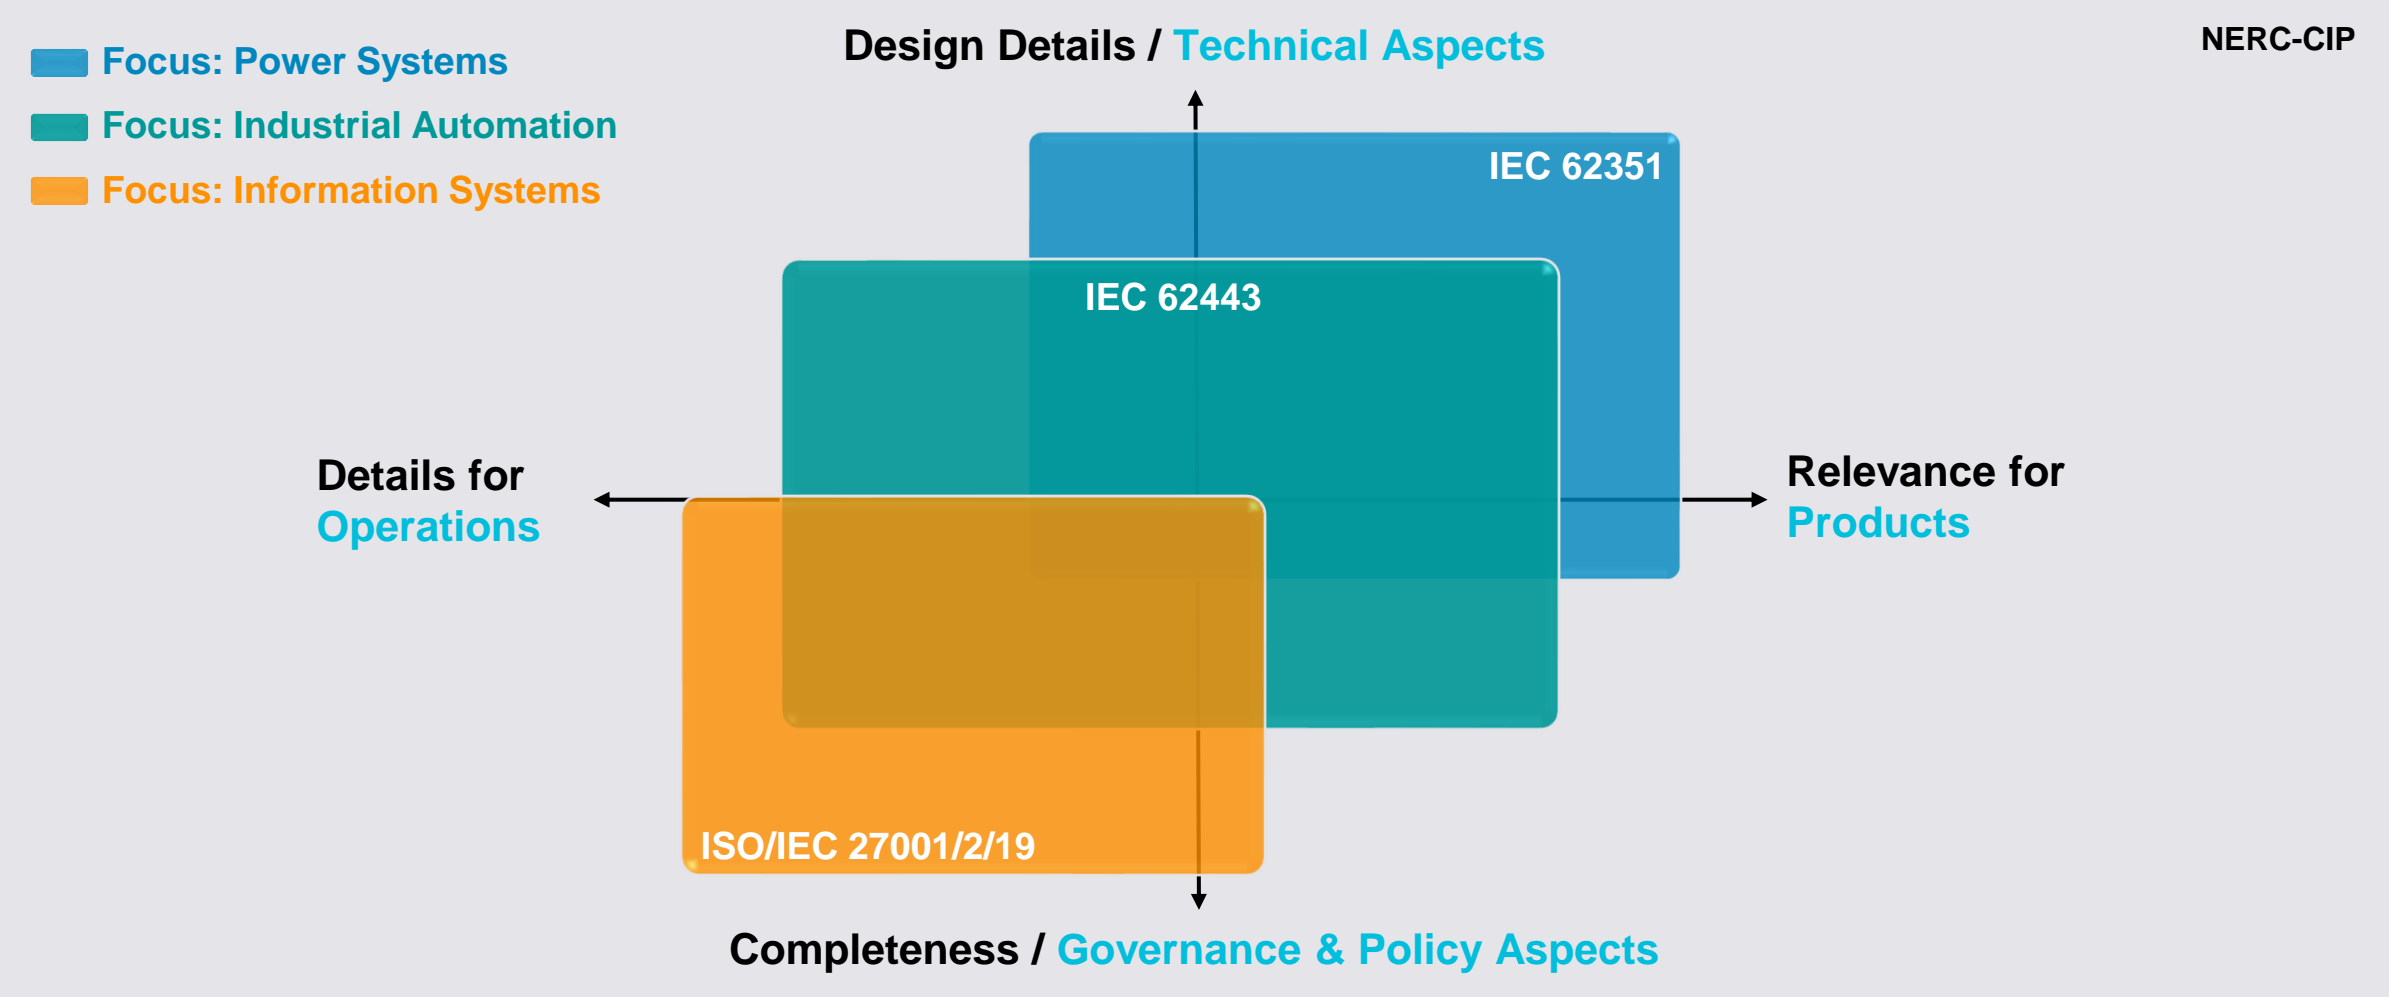 Design Details / Technical Aspects
NERC-CIP
Focus: Power Systems
Focus: Industrial Automation
Focus: Information Systems
IEC 62351
IEC 62443
Details for
Operations
Relevance for
Products
ISO/IEC 27001/2/19
Completeness / Governance & Policy Aspects